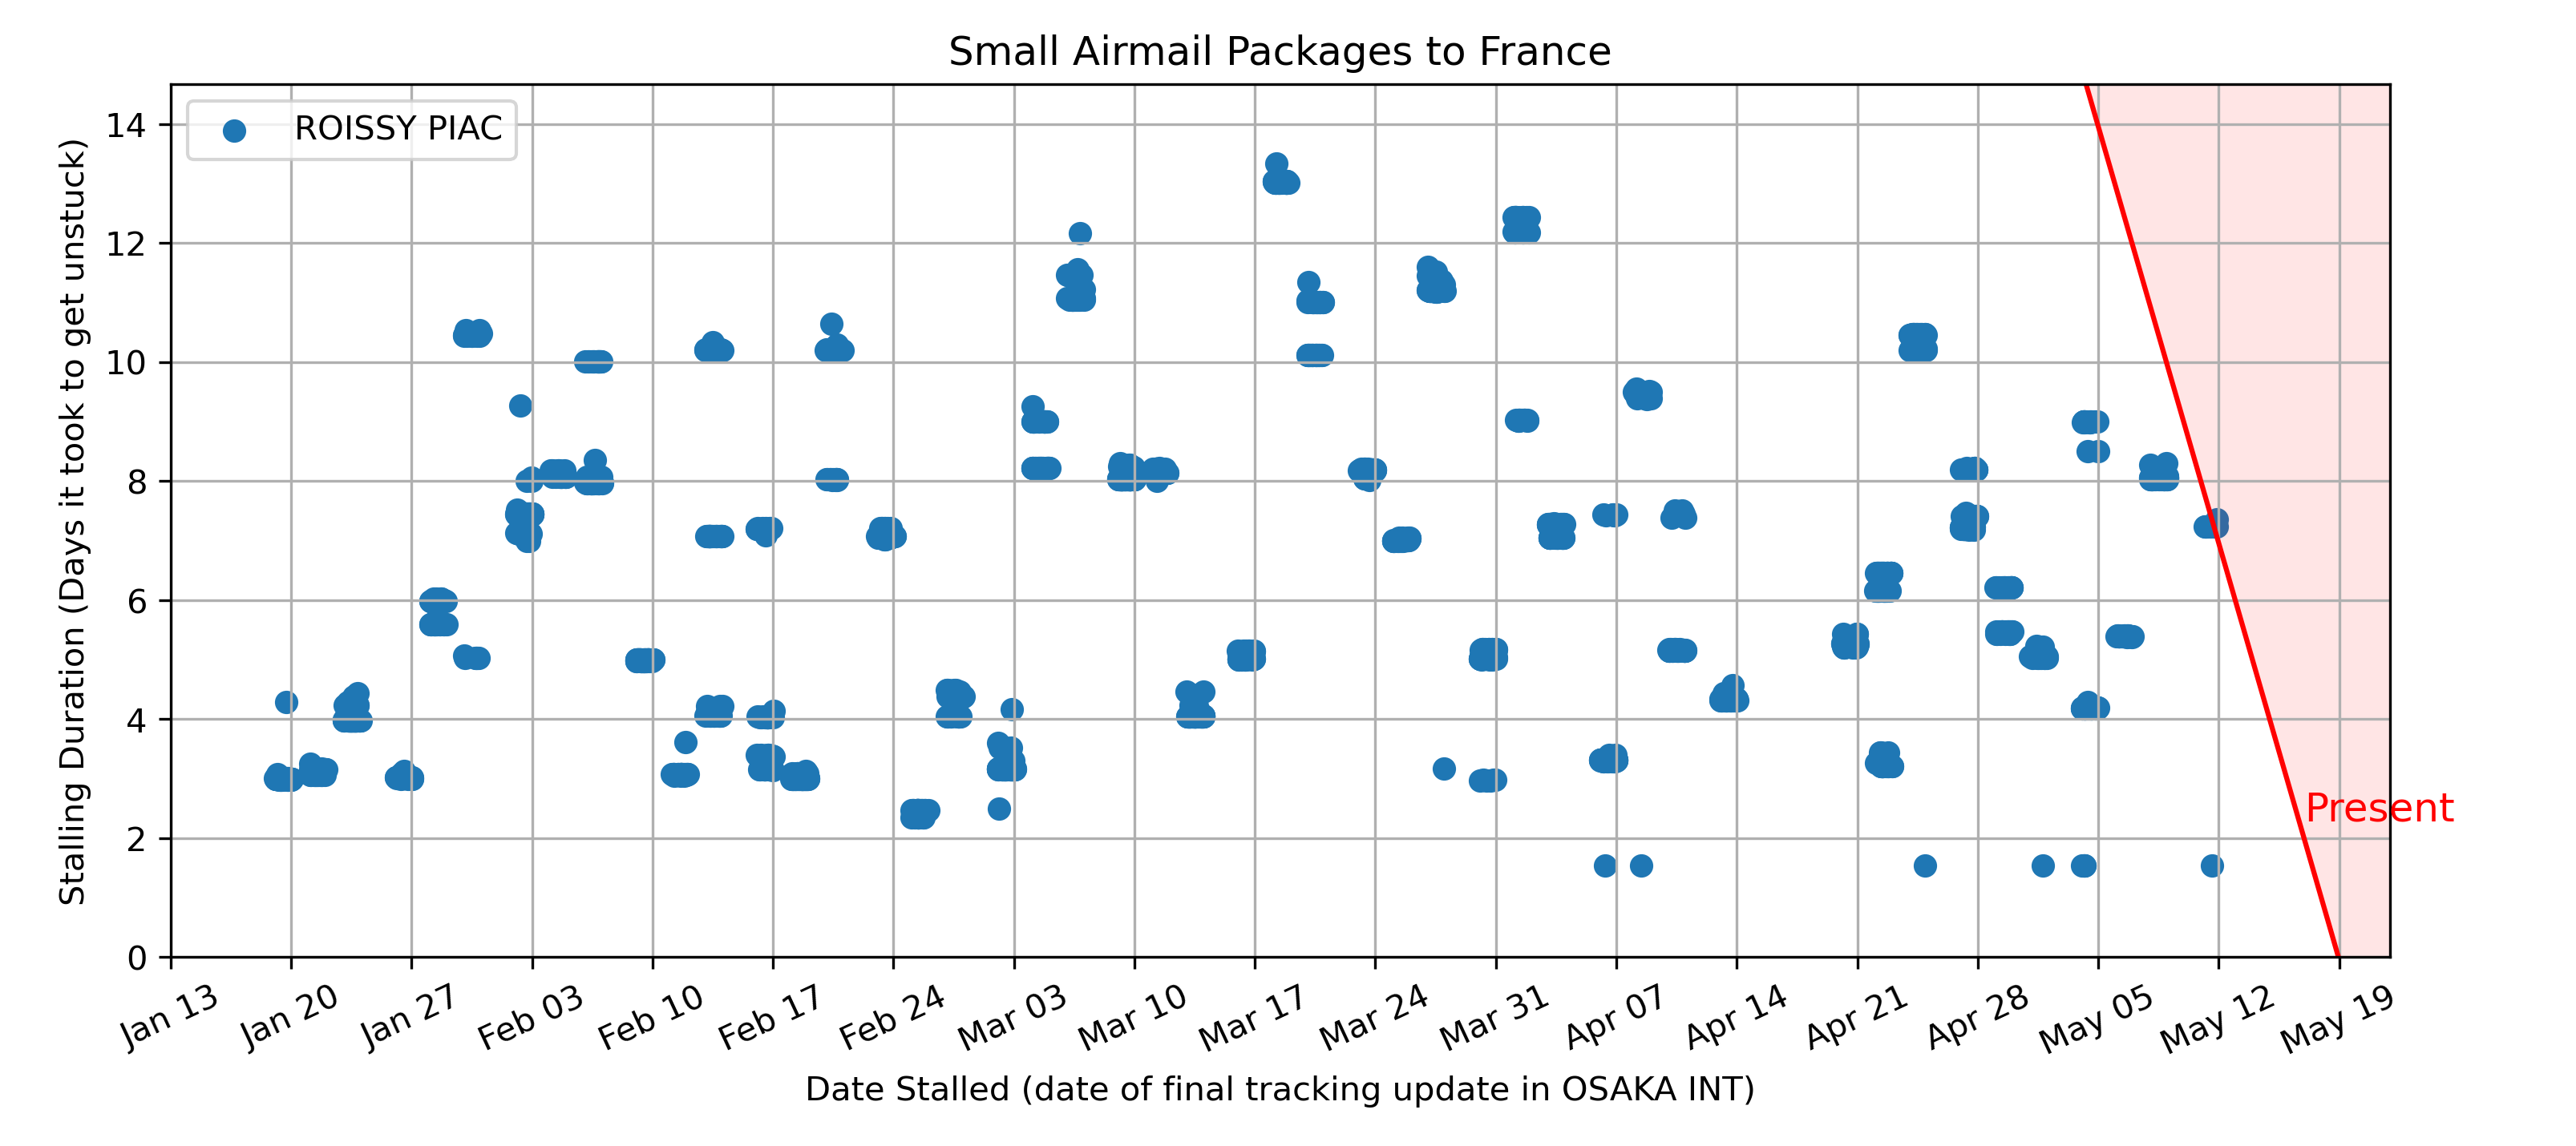 Small Airmail Packages to France
ROISSY PIAC
Stalling Duration (Days it took to get unstuck)
14
12
10
8
6
4
2
0
Present
Jan 13
Jan 20
Jan 27
Feb 03
Feb 10
Feb 17
Feb 24
Mar 03
Mar 10
Mar 17
Mar 24
Mar 31
Apr 07
Apr 14
Apr 21
Apr 28
May 05
May 12
May 19
Date Stalled (date of final tracking update in OSAKA INT)